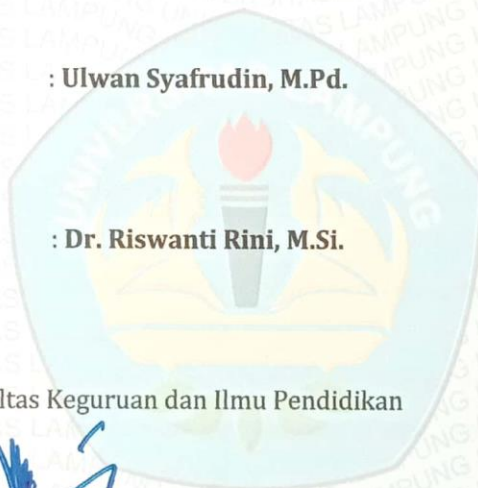 : Ulwan Syafrudin, M.Pd.
: Dr. Riswanti Rini, M.Si.
ltas Keguruan dan Ilmu Pendidikan